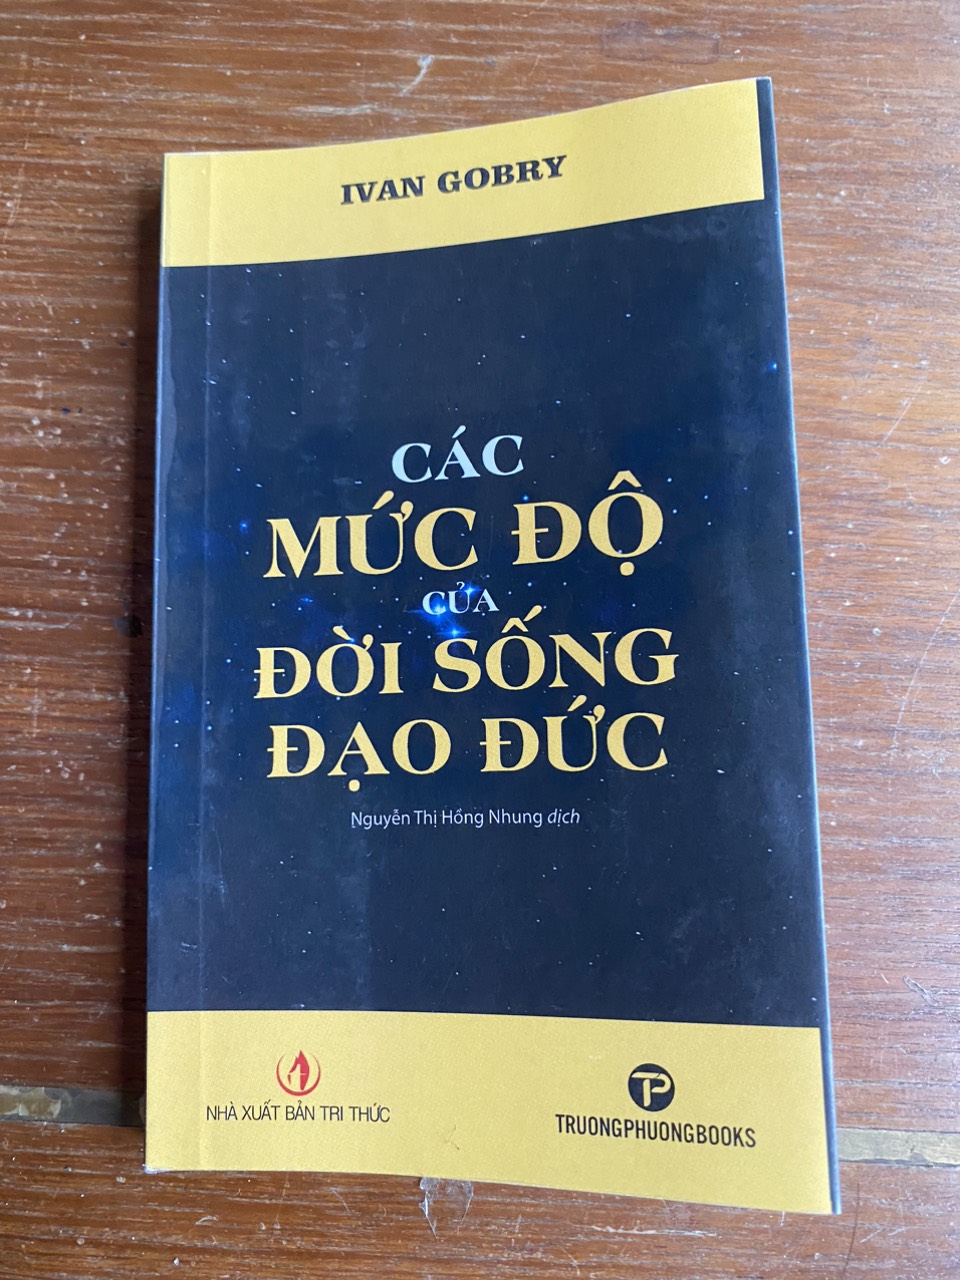 IVAN GOBRY
CÁC
MỨC ĐỘ
CỦA
ĐỜI SỐNG
ĐẠO ĐỨC
Nguyễn Thị Hồng Nhung dịch
NHÀ XUẤT BẢN TRI THỨC
TP
TRUONGPHUONGBOOKS